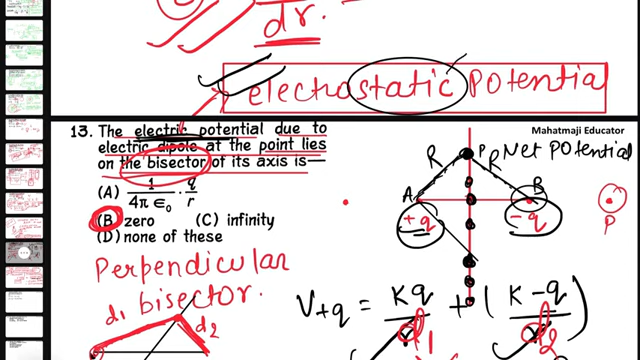 dr.
electrostatic potential
Mahatmaji Educator
13. The electric potential due to
electric dipole at the point lies
on the bisector of its axis is—
(A) 1/4π ∈₀ · q/r
(B) zero (C) infinity
(D) none of these
P Net Potential
R R
A B
+q -q
P
Perpendicular
bisector.
d1 d2
V+q = Kq/d1 + (K-q/d2)